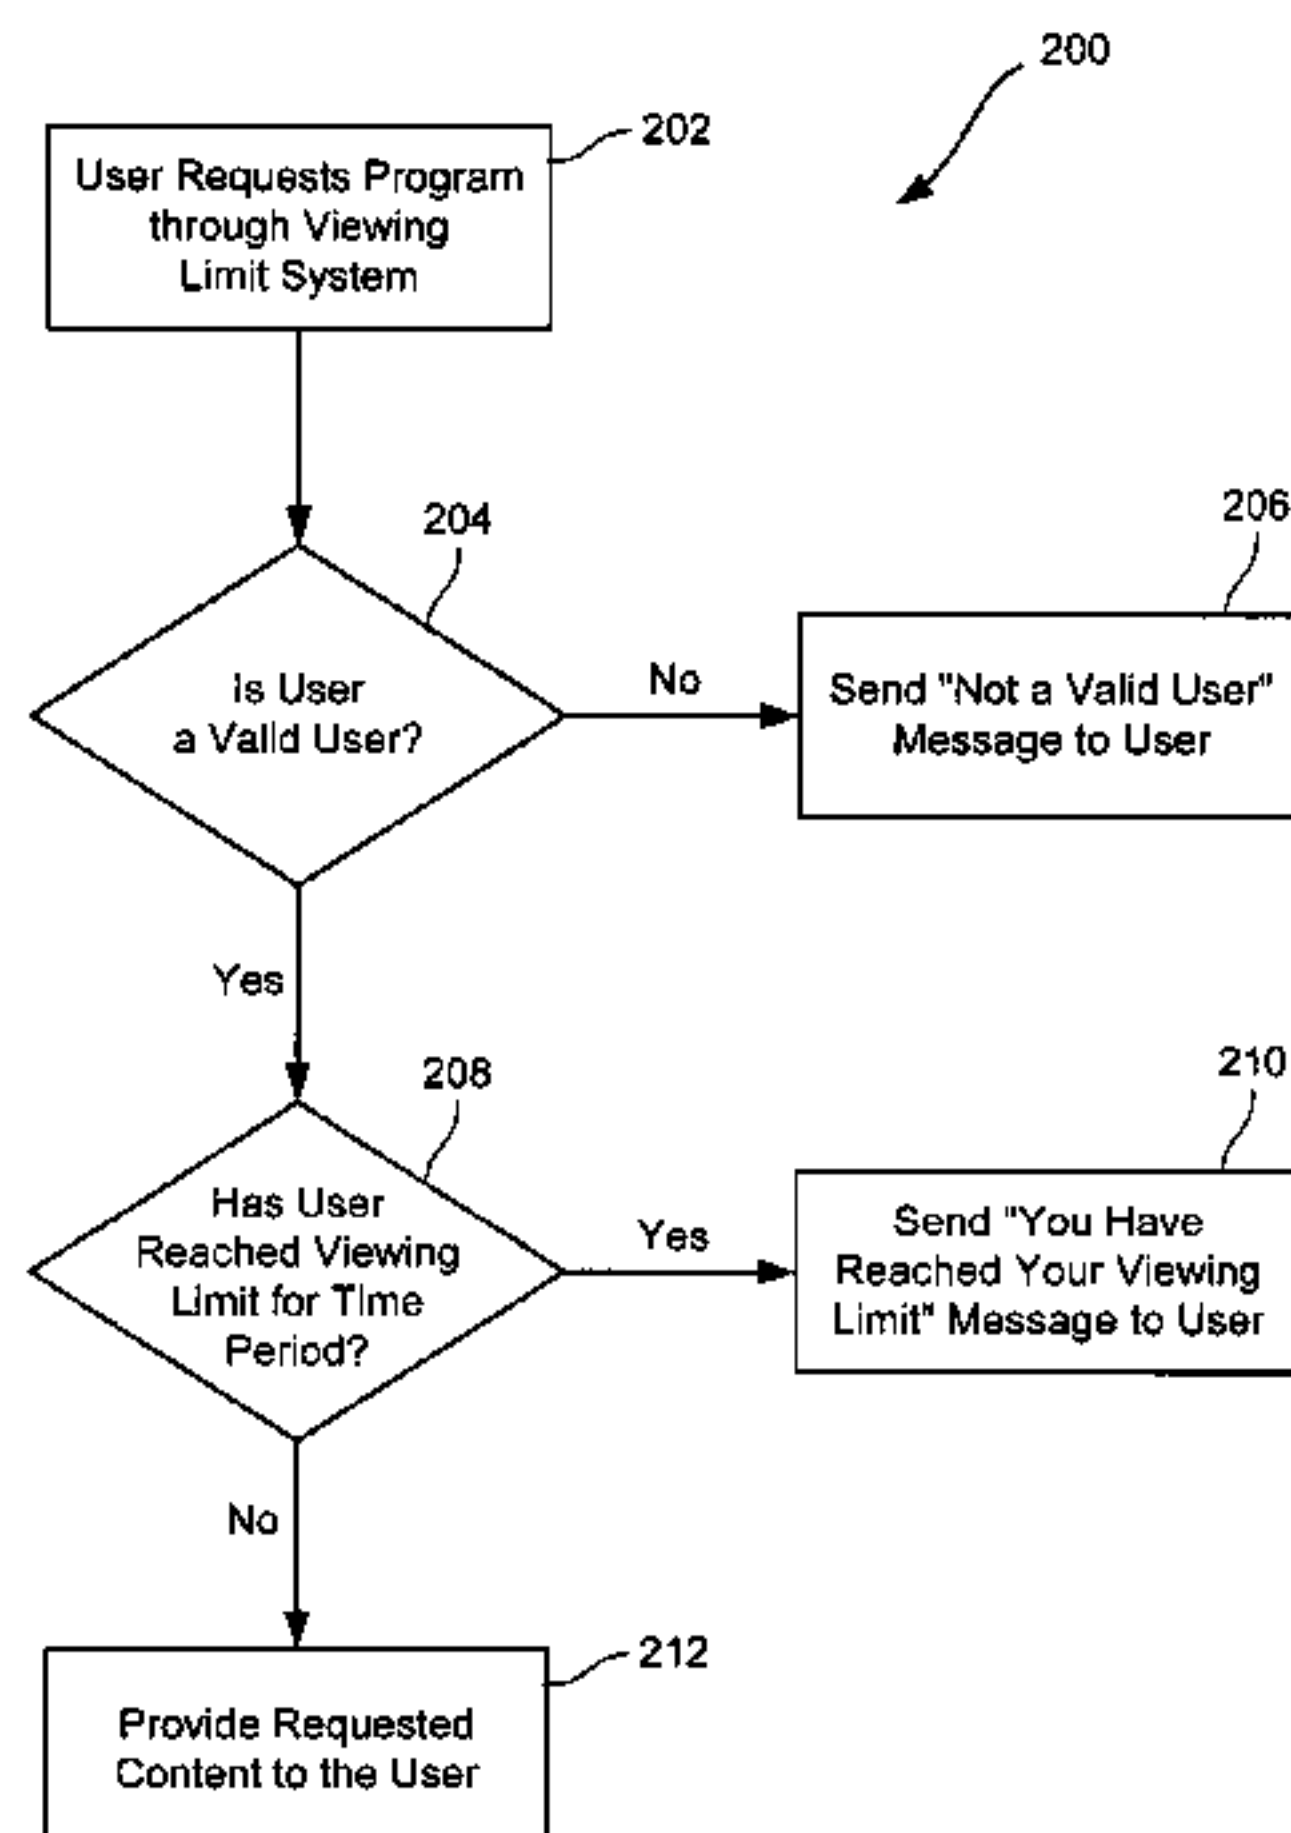 200
202
User Requests Program
through Viewing
Limit System
204
206
Is User
a Valid User?
No
Send "Not a Valid User"
Message to User
Yes
208
210
Has User
Reached Viewing
Limit for Time
Period?
Yes
Send "You Have
Reached Your Viewing
Limit" Message to User
No
212
Provide Requested
Content to the User